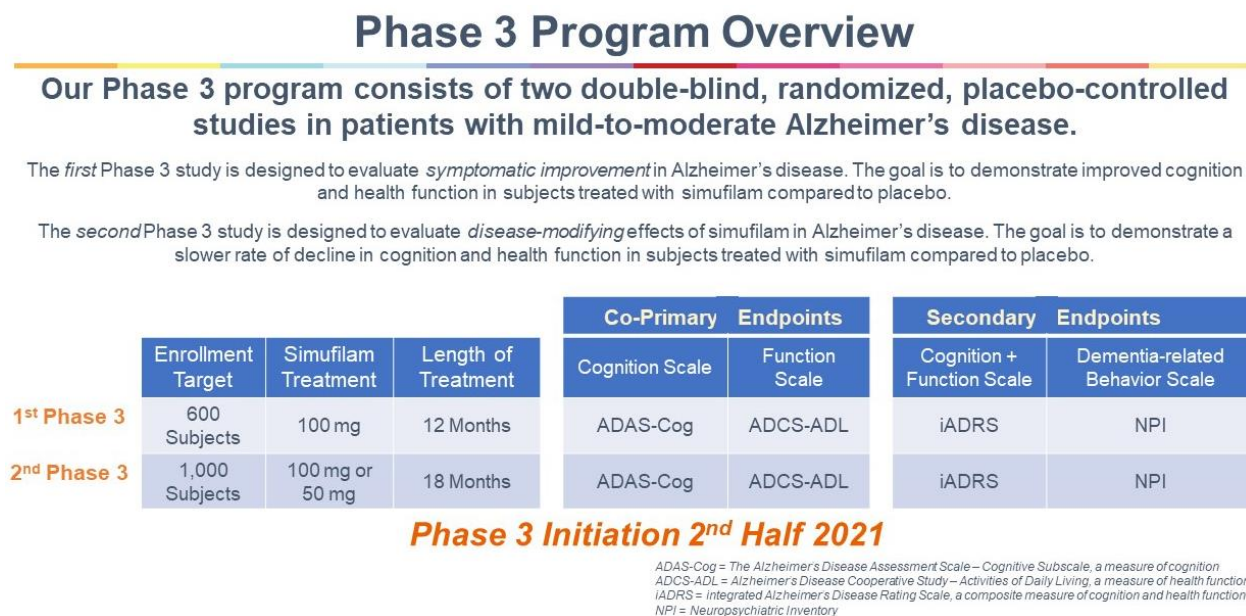 Phase 3 Program Overview
Our Phase 3 program consists of two double-blind, randomized, placebo-controlled
studies in patients with mild-to-moderate Alzheimer's disease.
The first Phase 3 study is designed to evaluate symptomatic improvement in Alzheimer's disease. The goal is to demonstrate improved cognition
and health function in subjects treated with simufilam compared to placebo.
The second Phase 3 study is designed to evaluate disease-modifying effects of simufilam in Alzheimer's disease. The goal is to demonstrate a
slower rate of decline in cognition and health function in subjects treated with simufilam compared to placebo.
Co-Primary Endpoints
Secondary Endpoints
Enrollment
Target
Simufilam
Treatment
Length of
Treatment
Cognition Scale
Function
Scale
Cognition +
Function Scale
Dementia-related
Behavior Scale
1st Phase 3
600
Subjects
100 mg
12 Months
ADAS-Cog
ADCS-ADL
iADRS
NPI
2nd Phase 3
1,000
Subjects
100 mg or
50 mg
18 Months
ADAS-Cog
ADCS-ADL
iADRS
NPI
Phase 3 Initiation 2nd Half 2021
ADAS-Cog = The Alzheimer's Disease Assessment Scale – Cognitive Subscale, a measure of cognition
ADCS-ADL = Alzheimer's Disease Cooperative Study – Activities of Daily Living, a measure of health function
iADRS = integrated Alzheimer's Disease Rating Scale, a composite measure of cognition and health function
NPI = Neuropsychiatric Inventory